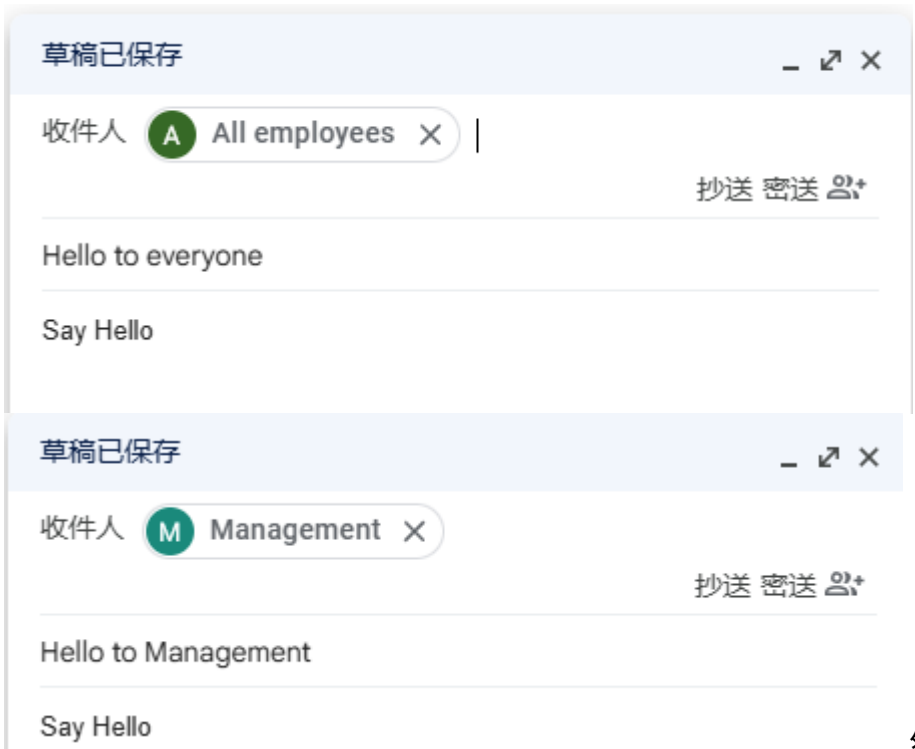 草稿已保存
收件人 A All employees
抄送 密送
Hello to everyone
Say Hello
草稿已保存
收件人 M Management
抄送 密送
Hello to Management
Say Hello